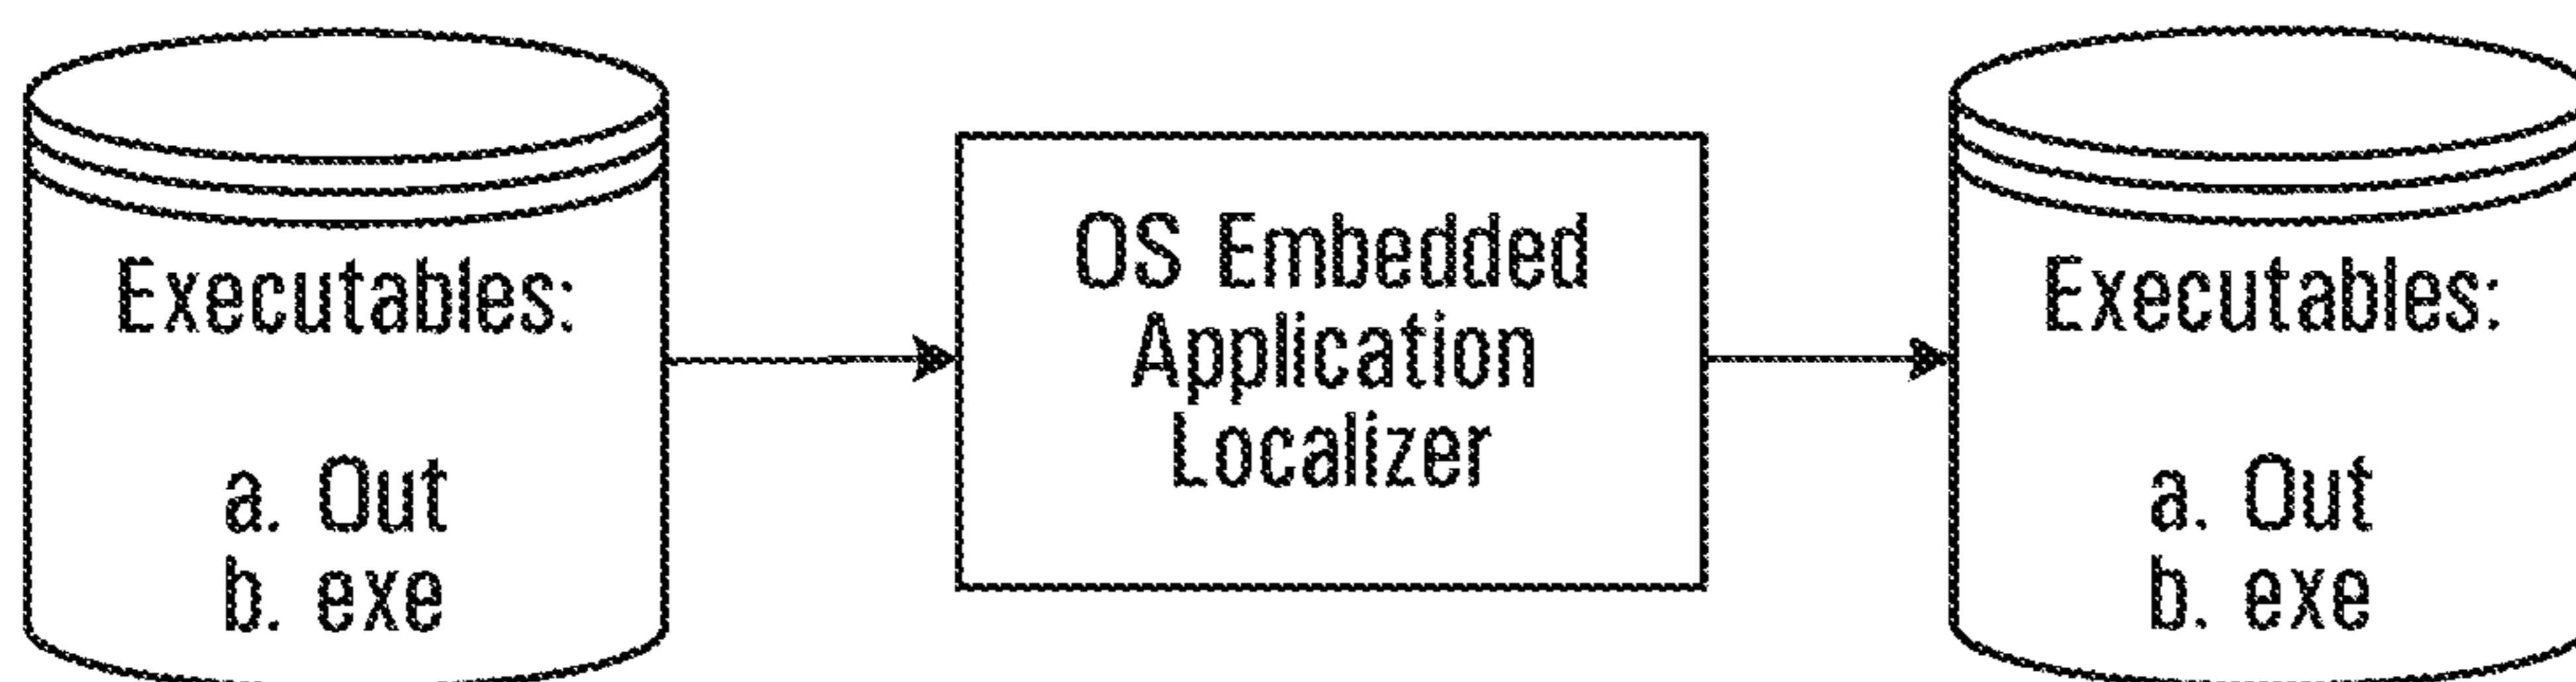 Executables:
a. Out
b. exe
OS Embedded
Application
Localizer
Executables:
a. Out
b. exe